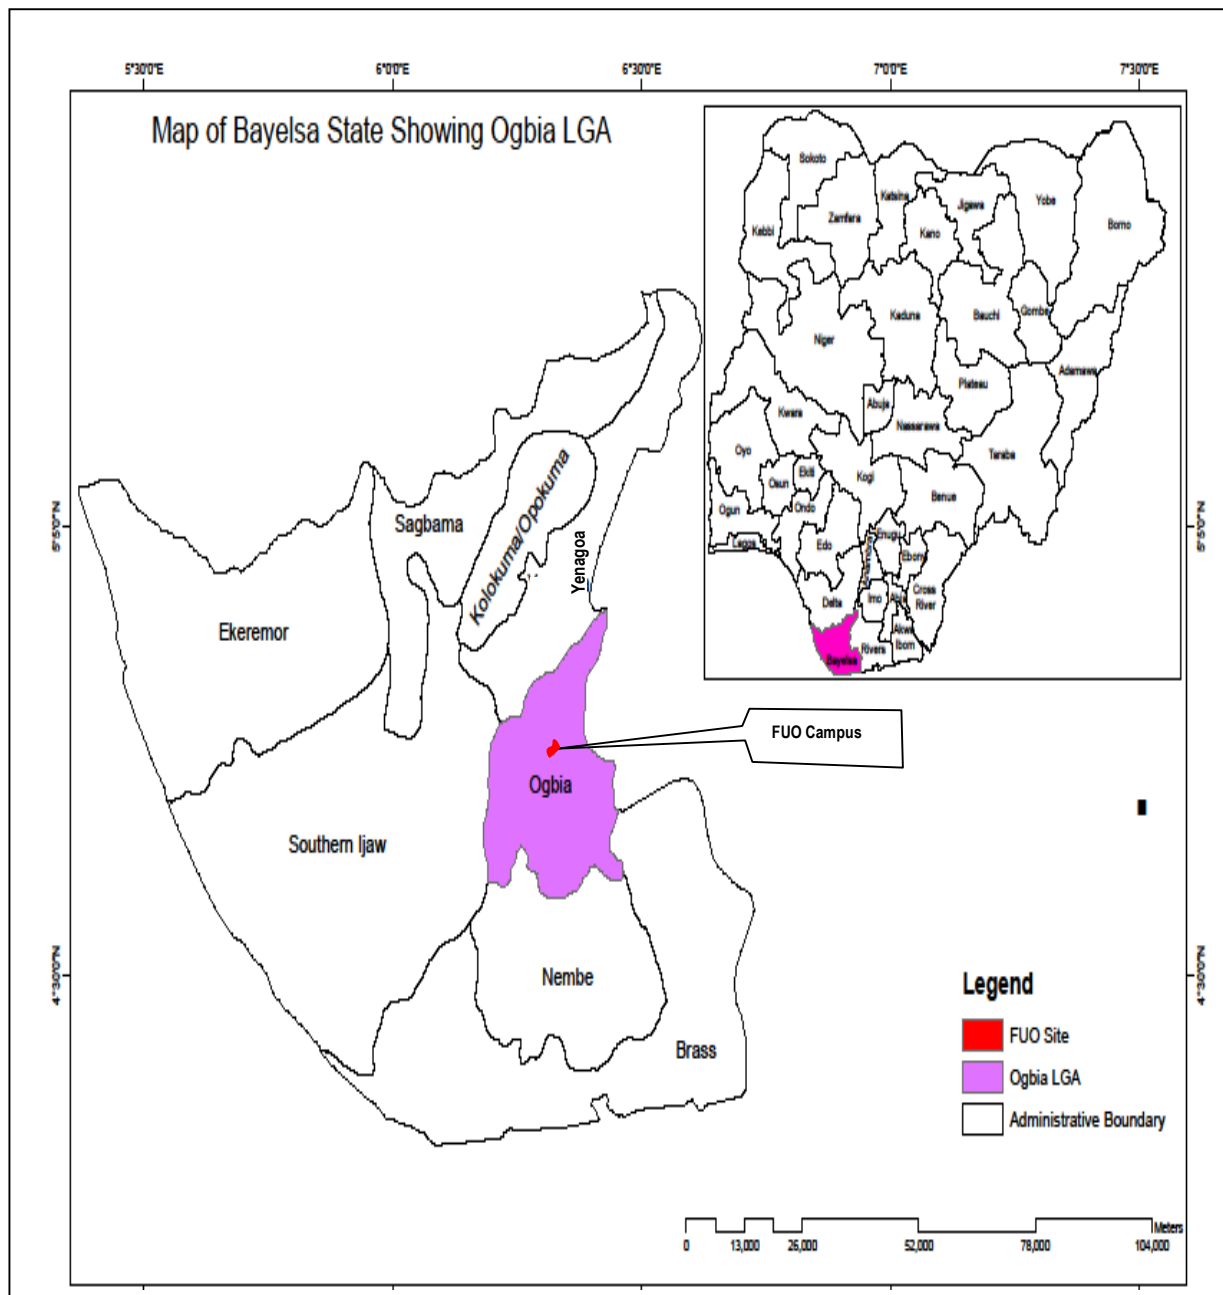 5°30'0"E
6°0'0"E
6°30'0"E
7°0'0"E
7°30'0"E
Map of Bayelsa State Showing Ogbia LGA
Sokoto
Katsina
Jigawa
Yobe
Borno
Zamfara
Kebbi
Kano
Kaduna
Bauchi
Gombe
Niger
Adamawa
Plateau
Abuja
Kwara
Nassarawa
Oyo
Taraba
Ekiti
Kogi
Osun
Benue
Ogun
Ondo
Lagos
Edo
Enugu
Ebony
Cross
River
Delta
Imo
Abia
Akwa
Ibom
Rivers
Bayelsa
5°5'0"N
5°5'0"N
Sagbama
Kolokuma/Opokuma
Yenagoa
Ekeremor
FUO Campus
Ogbia
Southern Ijaw
4°30'0"N
4°30'0"N
Nembe
Brass
Legend
FUO Site
Ogbia LGA
Administrative Boundary
Meters
0
13,000
26,000
52,000
78,000
104,000